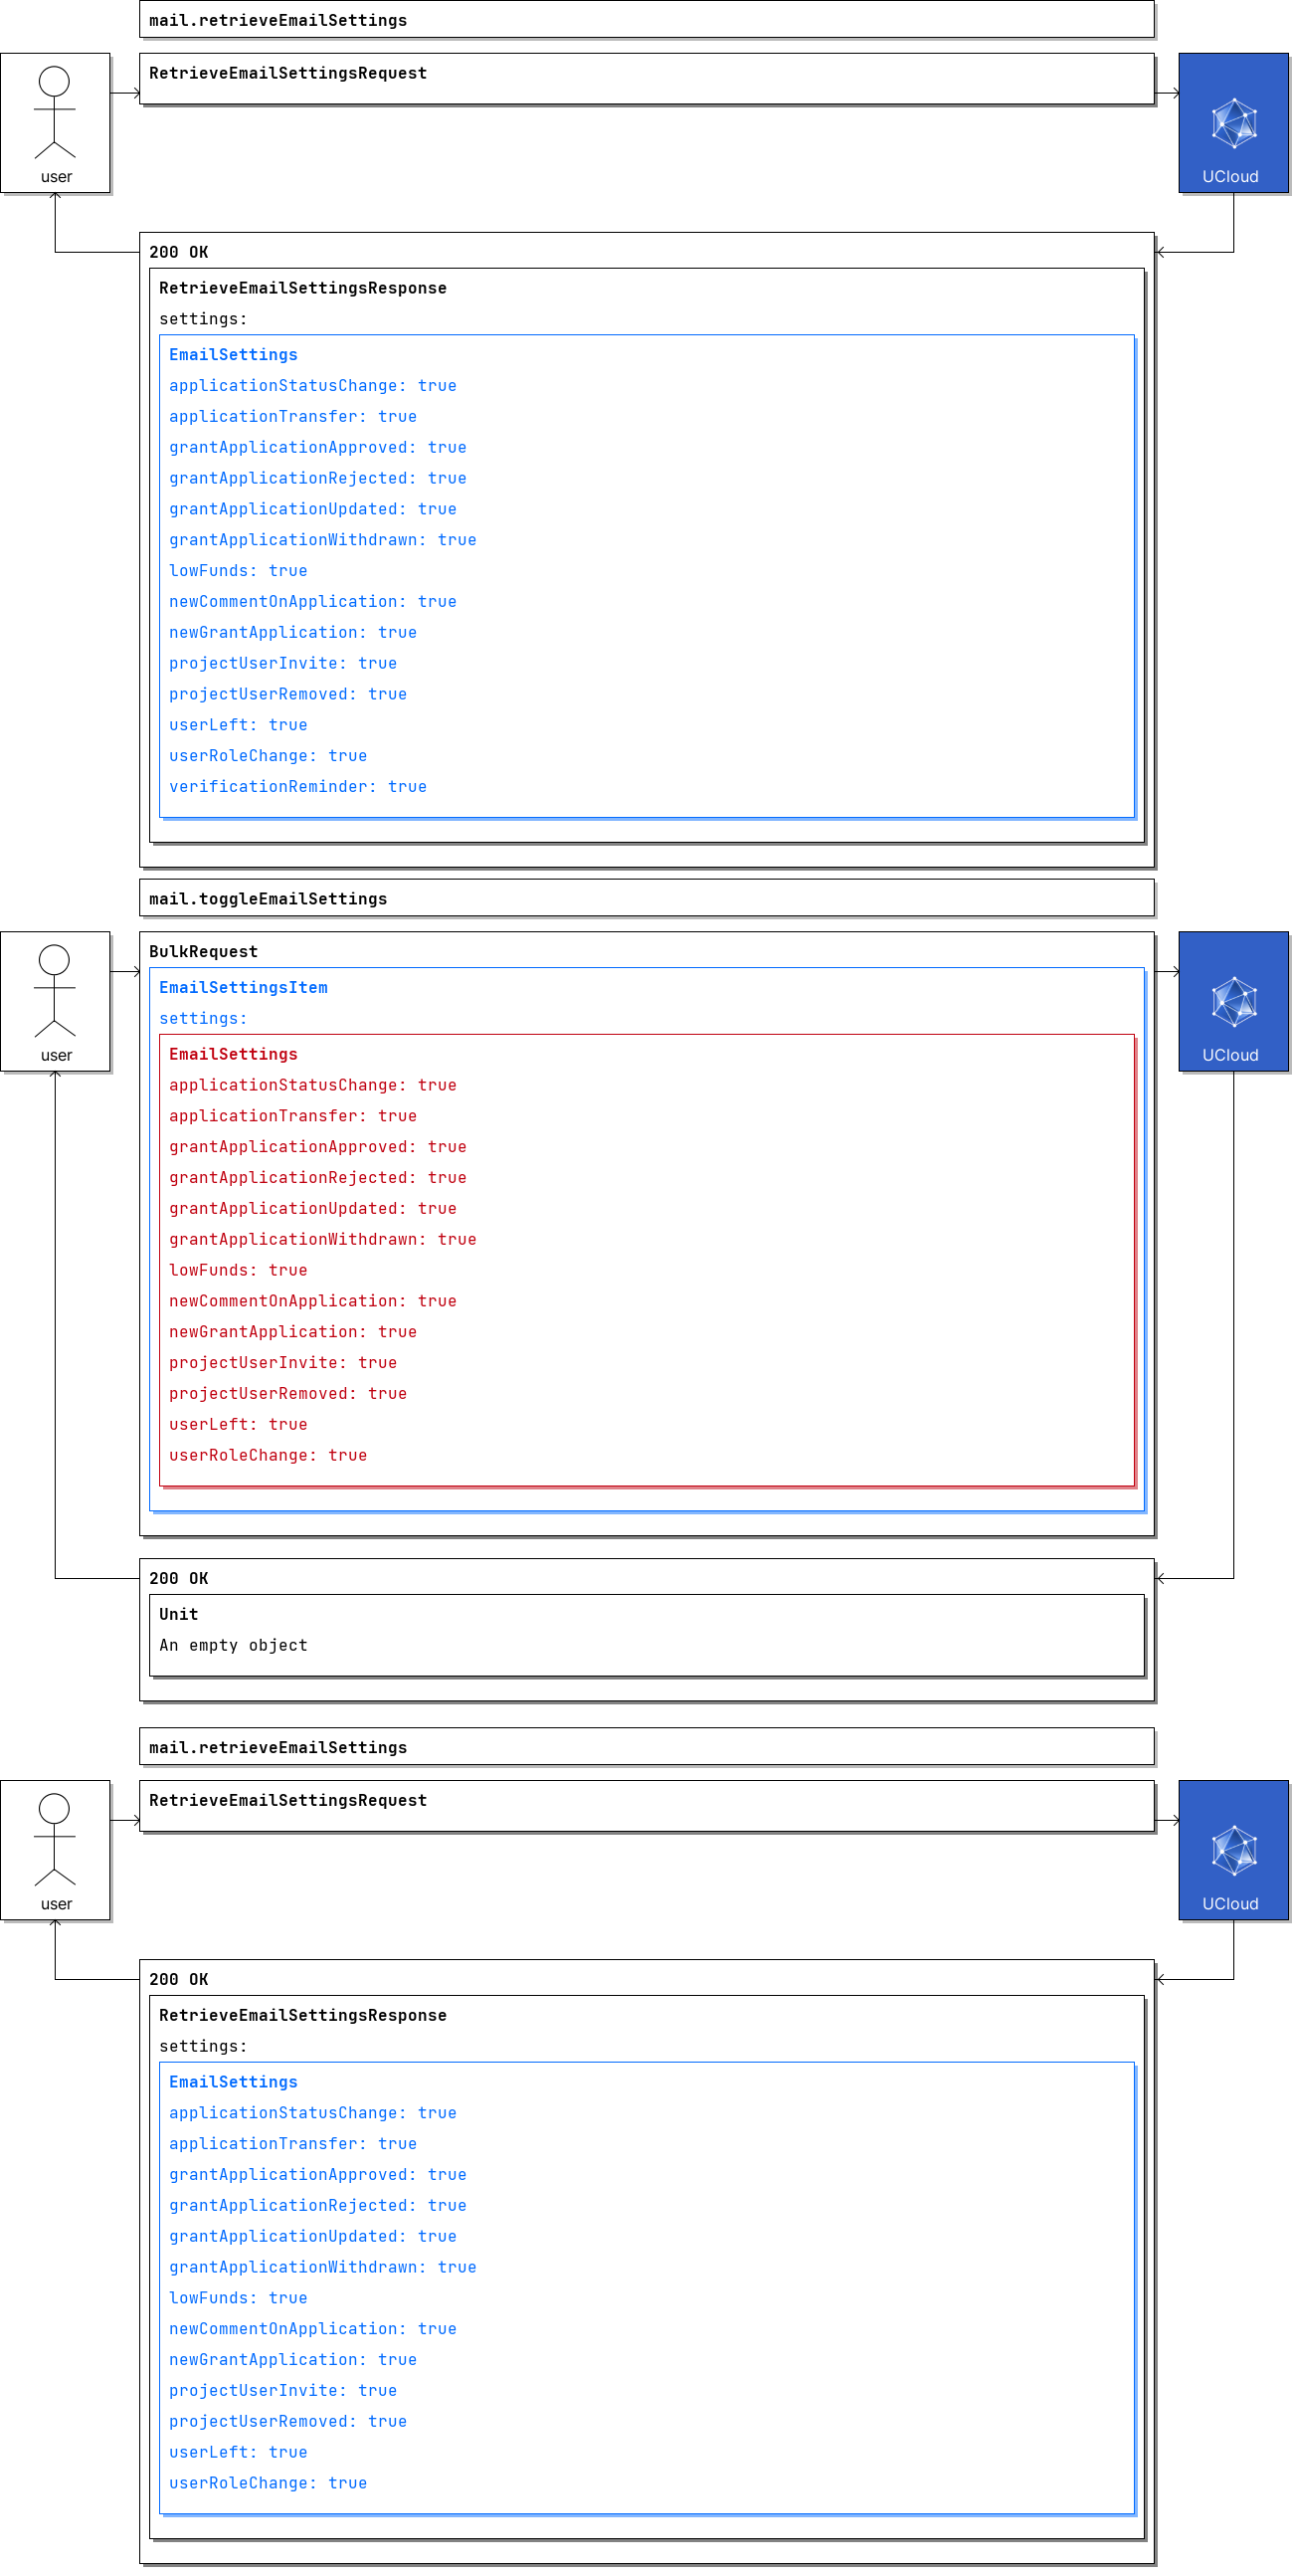 mail.retrieveEmailSettings
RetrieveEmailSettingsRequest
user
UCloud
200 OK
RetrieveEmailSettingsResponse
settings:
EmailSettings
applicationStatusChange: true
applicationTransfer: true
grantApplicationApproved: true
grantApplicationRejected: true
grantApplicationUpdated: true
grantApplicationWithdrawn: true
lowFunds: true
newCommentOnApplication: true
newGrantApplication: true
projectUserInvite: true
projectUserRemoved: true
userLeft: true
userRoleChange: true
verificationReminder: true
mail.toggleEmailSettings
BulkRequest
EmailSettingsItem
settings:
user
UCloud
EmailSettings
applicationStatusChange: true
applicationTransfer: true
grantApplicationApproved: true
grantApplicationRejected: true
grantApplicationUpdated: true
grantApplicationWithdrawn: true
lowFunds: true
newCommentOnApplication: true
newGrantApplication: true
projectUserInvite: true
projectUserRemoved: true
userLeft: true
userRoleChange: true
200 OK
Unit
An empty object
mail.retrieveEmailSettings
RetrieveEmailSettingsRequest
user
UCloud
200 OK
RetrieveEmailSettingsResponse
settings:
EmailSettings
applicationStatusChange: true
applicationTransfer: true
grantApplicationApproved: true
grantApplicationRejected: true
grantApplicationUpdated: true
grantApplicationWithdrawn: true
lowFunds: true
newCommentOnApplication: true
newGrantApplication: true
projectUserInvite: true
projectUserRemoved: true
userLeft: true
userRoleChange: true